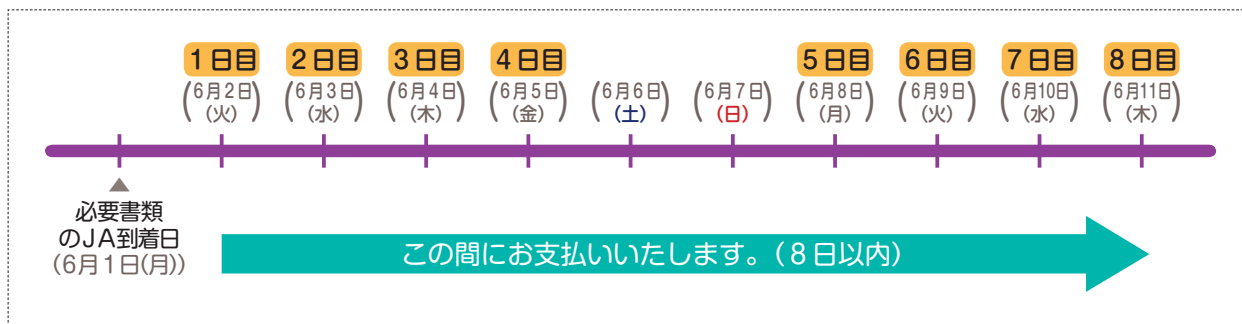 1日目 2日目 3日目 4日目 5日目 6日目 7日目 8日目
(6月2日) (6月3日) (6月4日) (6月5日) (6月6日) (6月7日) (6月8日) (6月9日) (6月10日) (6月11日)
(火) (水) (木) (金) (土) (日) (月) (火) (水) (木)
必要書類
のJA到着日
(6月1日(月))
この間にお支払いいたします。(8日以内)